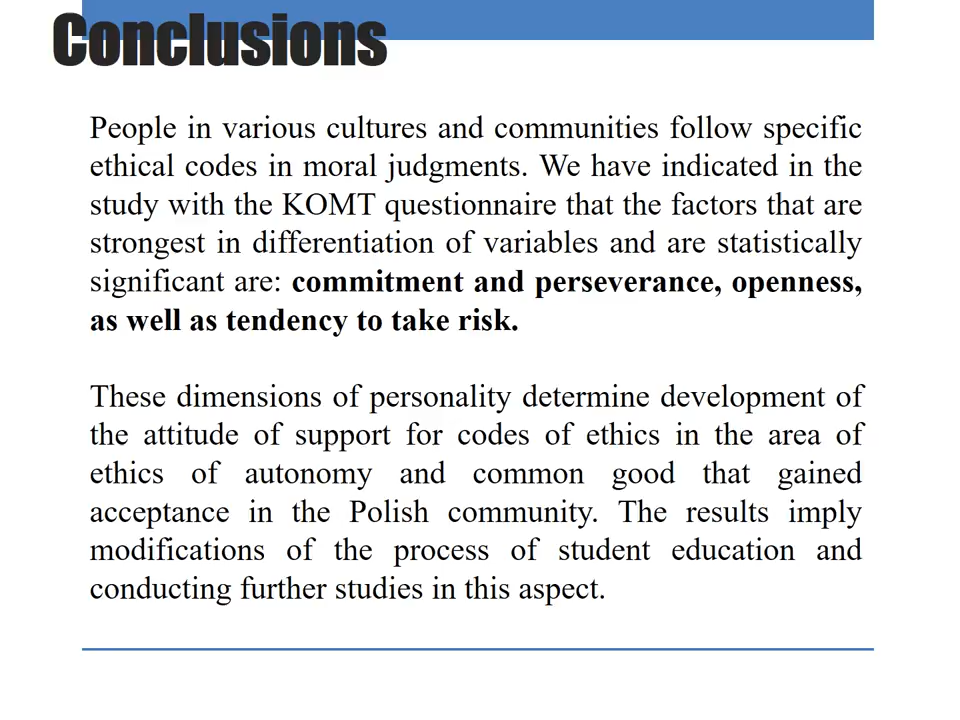 Conclusions
People in various cultures and communities follow specific
ethical codes in moral judgments. We have indicated in the
study with the KOMT questionnaire that the factors that are
strongest in differentiation of variables and are statistically
significant are: commitment and perseverance, openness,
as well as tendency to take risk.
These dimensions of personality determine development of
the attitude of support for codes of ethics in the area of
ethics of autonomy and common good that gained
acceptance in the Polish community. The results imply
modifications of the process of student education and
conducting further studies in this aspect.